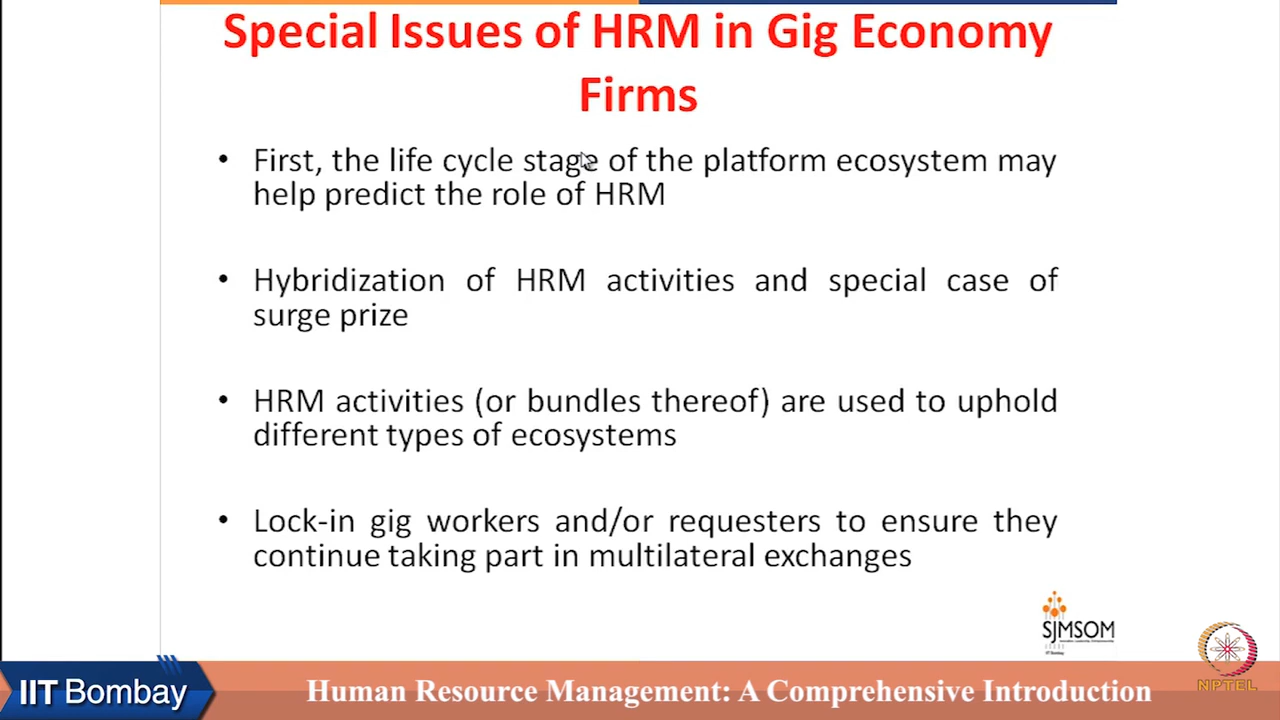 Special Issues of HRM in Gig Economy
Firms
• First, the life cycle stage of the platform ecosystem may
help predict the role of HRM
• Hybridization of HRM activities and special case of
surge prize
• HRM activities (or bundles thereof) are used to uphold
different types of ecosystems
• Lock-in gig workers and/or requesters to ensure they
continue taking part in multilateral exchanges
SJMSOM
IIT Bombay
NPTEL
IIT Bombay
Human Resource Management: A Comprehensive Introduction